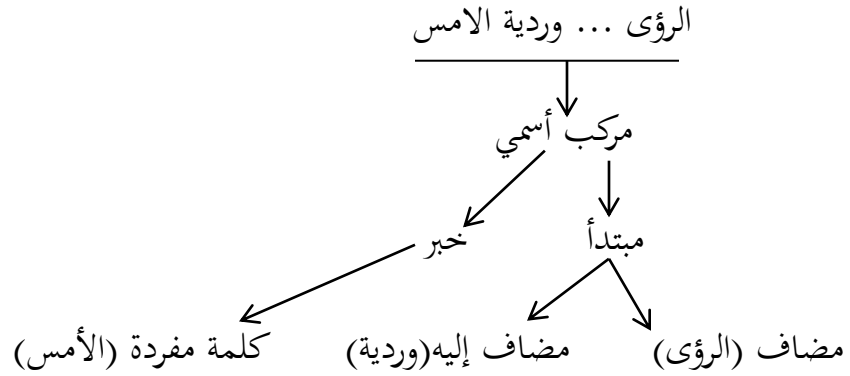 الرؤى ... وردية الامس
مركب أسمي
مبتدأ خبر
مضاف (الرؤى) مضاف إليه(وردية) كلمة مفردة (الأمس)